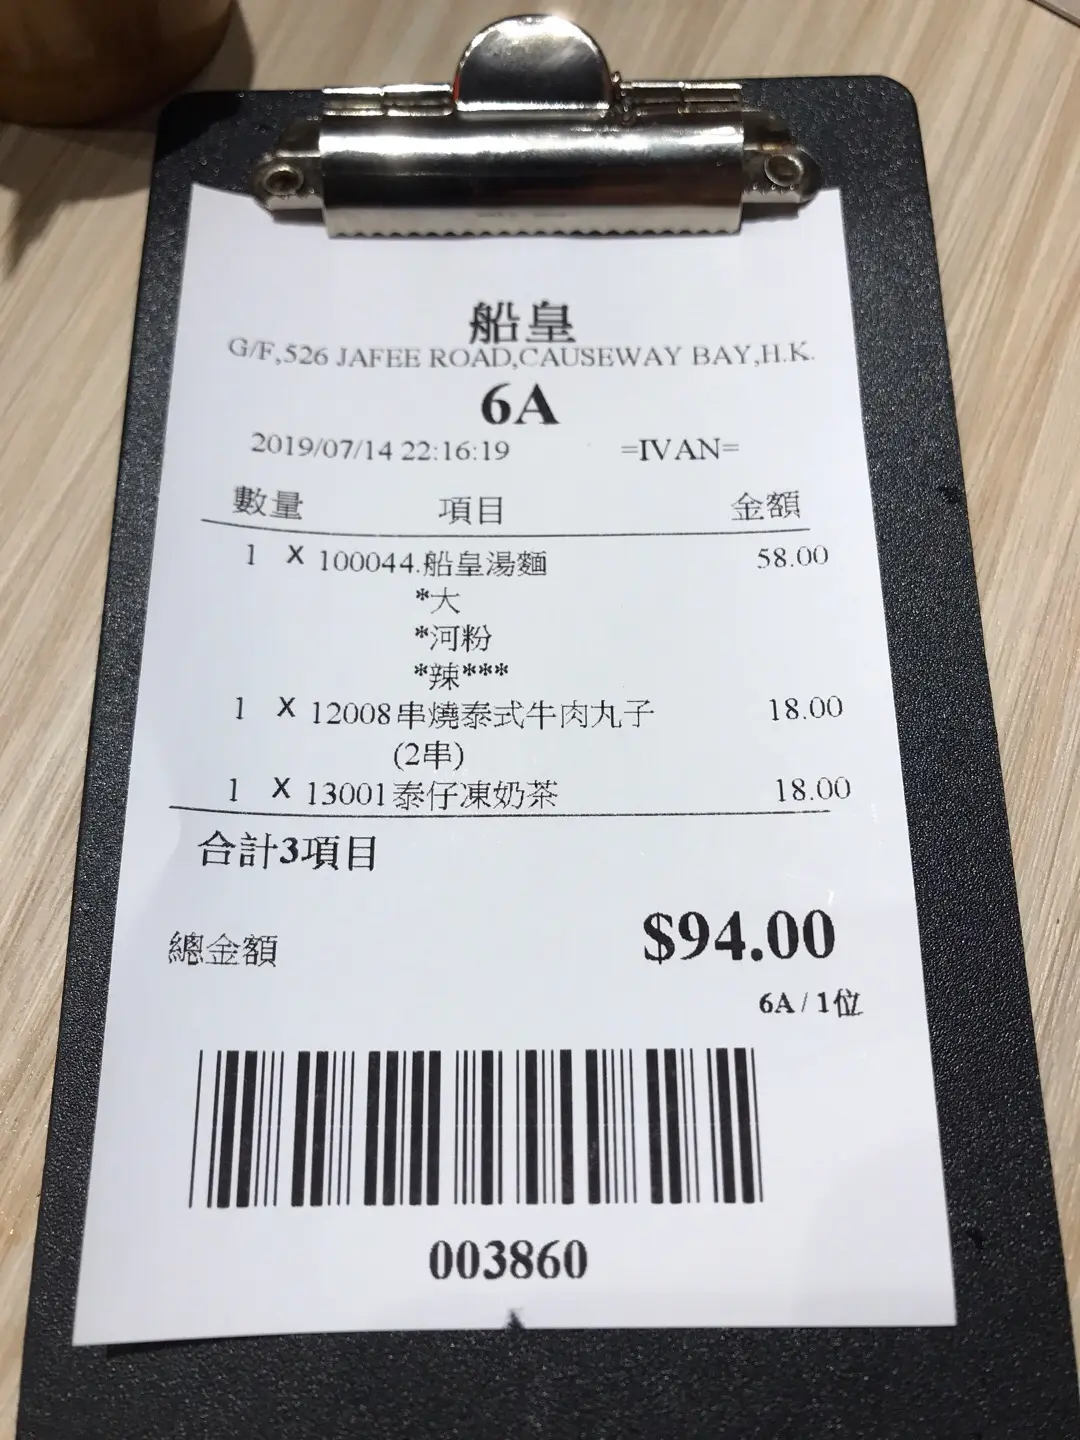 船皇
G/F,526 JAFEE ROAD,CAUSEWAY BAY,H.K.
6A
2019/07/14 22:16:19 =IVAN=
數量 項目 金額
1 X 100044.船皇湯麵 58.00
*大
*河粉
*辣***
1 X 12008串燒泰式牛肉丸子 18.00
(2串)
1 X 13001泰仔凍奶茶 18.00
合計3項目
總金額 $94.00
6A / 1位
003860